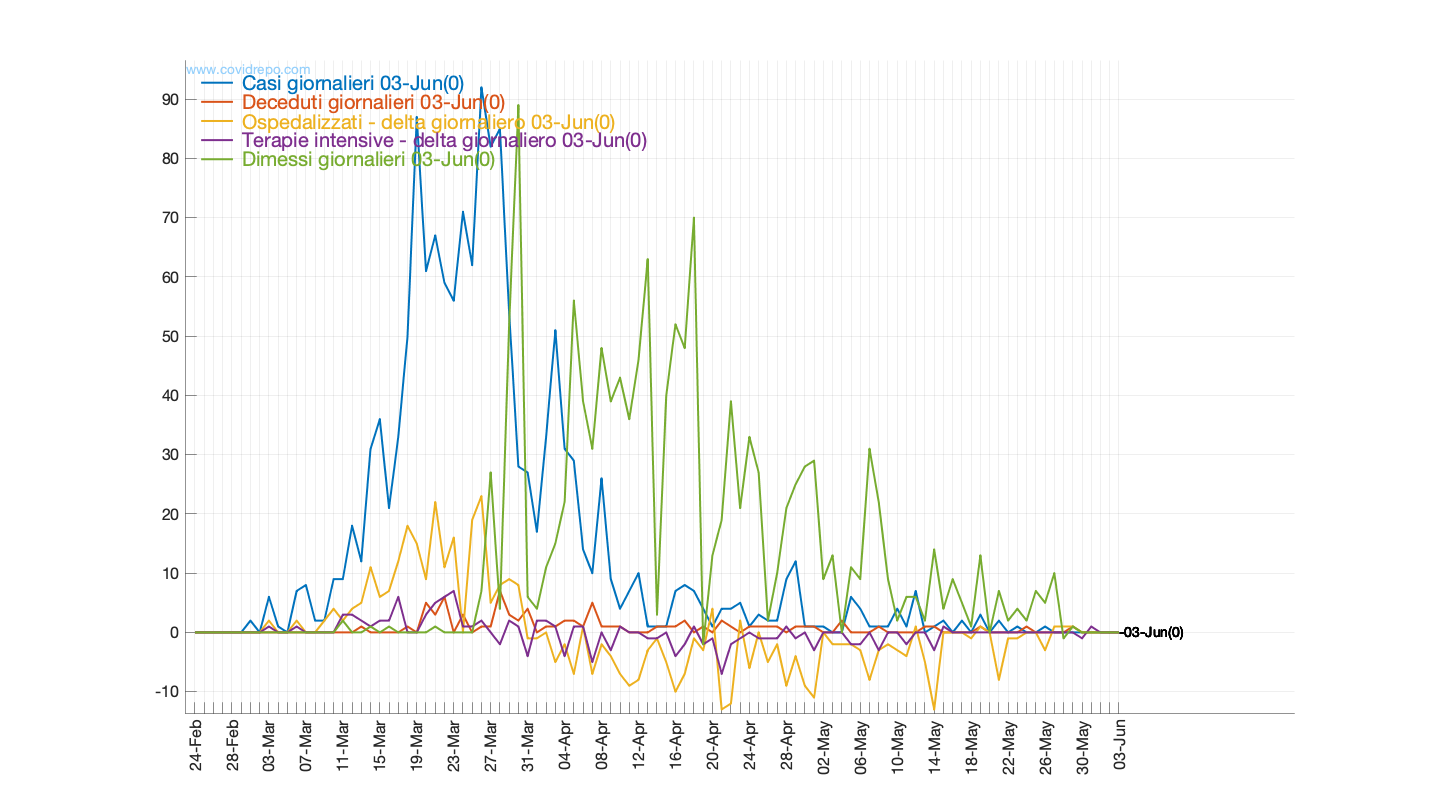 www.covidrepo.com
Casi giornalieri 03-Jun(0)
Deceduti giornalieri 03-Jun(0)
Ospedalizzati - delta giornaliero 03-Jun(0)
Terapie intensive - delta giornaliero 03-Jun(0)
Dimessi giornalieri 03-Jun(0)
90
80
70
60
50
40
30
20
10
0
-10
-03-Jun(0)
24-Feb
28-Feb
03-Mar
07-Mar
11-Mar
15-Mar
19-Mar
23-Mar
27-Mar
31-Mar
04-Apr
08-Apr
12-Apr
16-Apr
20-Apr
24-Apr
28-Apr
02-May
06-May
10-May
14-May
18-May
22-May
26-May
30-May
03-Jun